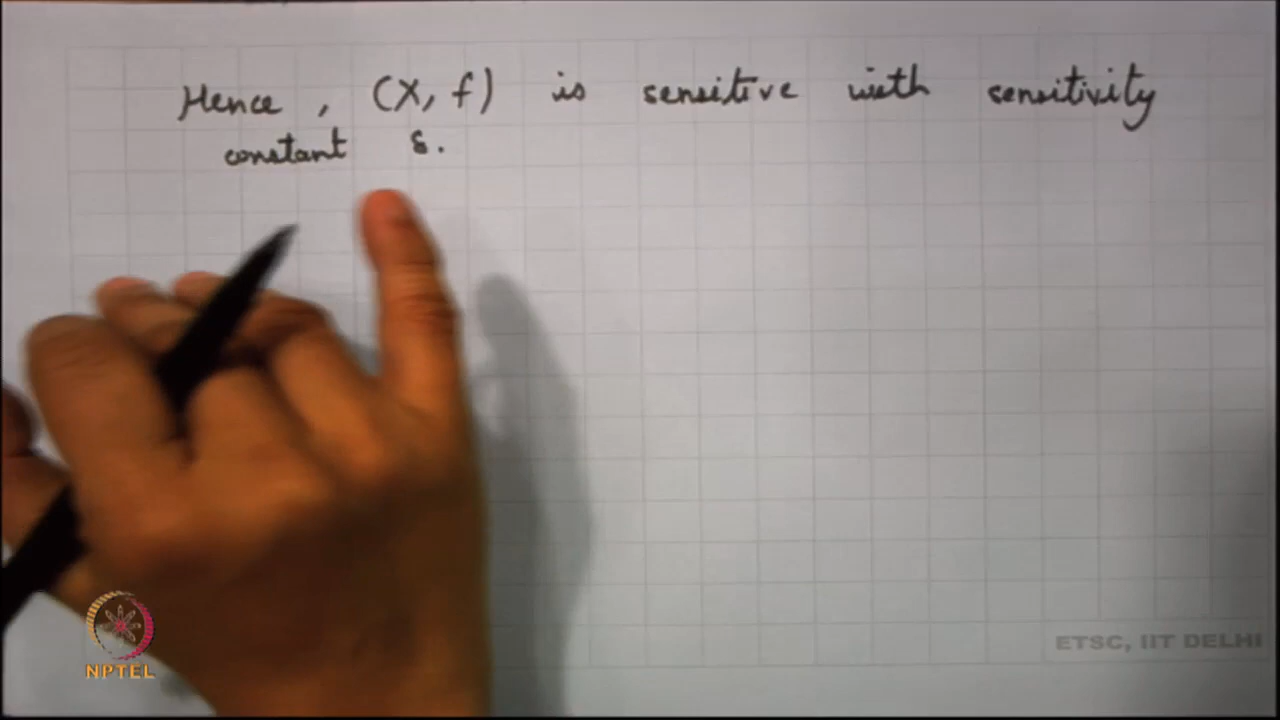 Hence, (X, f) is sensitive with sensitivity
constant δ.
NPTEL
ETSC, IIT DELHI